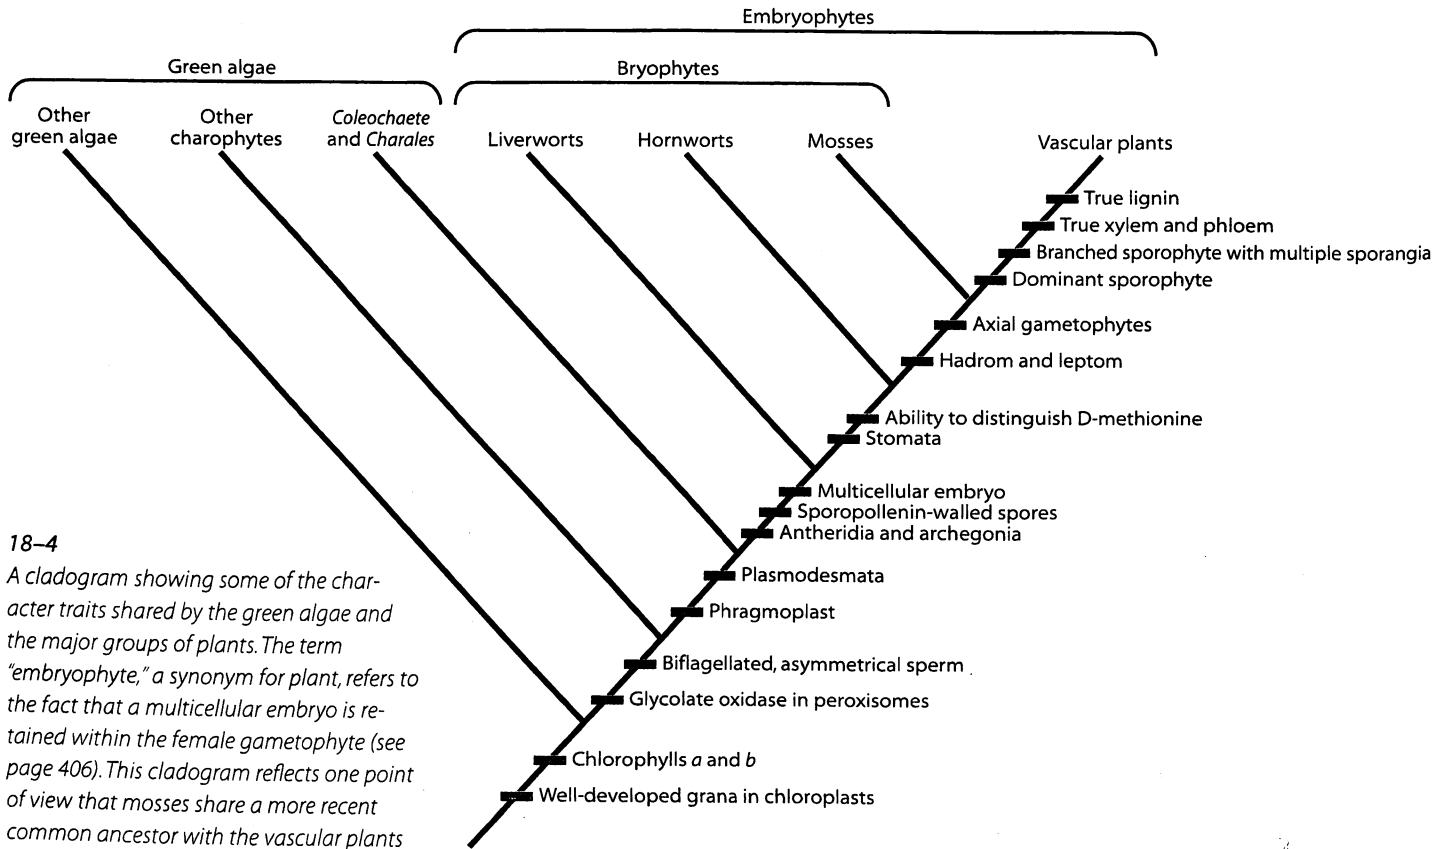 Embryophytes
Green algae
Bryophytes
Other
green algae
Other
charophytes
Coleochaete
and Charales
Liverworts
Hornworts
Mosses
Vascular plants
True lignin
True xylem and phloem
Branched sporophyte with multiple sporangia
Dominant sporophyte
Axial gametophytes
Hadrom and leptom
Ability to distinguish D-methionine
Stomata
Multicellular embryo
Sporopollenin-walled spores
Antheridia and archegonia
Plasmodesmata
Phragmoplast
Biflagellated, asymmetrical sperm
Glycolate oxidase in peroxisomes
Chlorophylls a and b
Well-developed grana in chloroplasts
18–4
A cladogram showing some of the char-
acter traits shared by the green algae and
the major groups of plants. The term
"embryophyte," a synonym for plant, refers to
the fact that a multicellular embryo is re-
tained within the female gametophyte (see
page 406). This cladogram reflects one point
of view that mosses share a more recent
common ancestor with the vascular plants